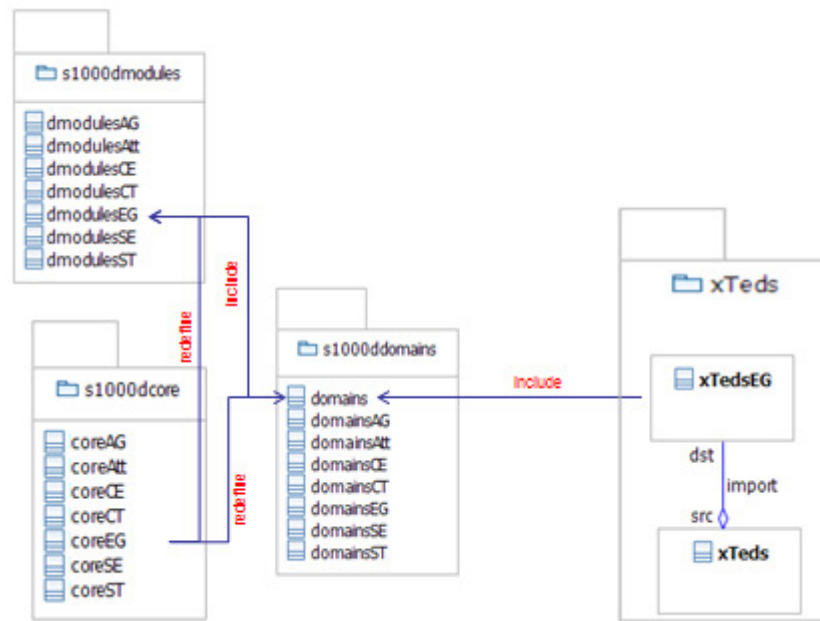 s1000dmodules
dmodulesAG
dmodulesAtt
dmodulesCE
dmodulesCT
dmodulesEG
dmodulesSE
dmodulesST
redefine
include
s1000dcore
coreAG
coreAtt
coreCE
coreCT
coreEG
coreSE
coreST
redefine
s1000ddomains
domains
domainsAG
domainsAtt
domainsCE
domainsCT
domainsEG
domainsSE
domainsST
include
xTeds
xTedsEG
dst
import
src
xTeds